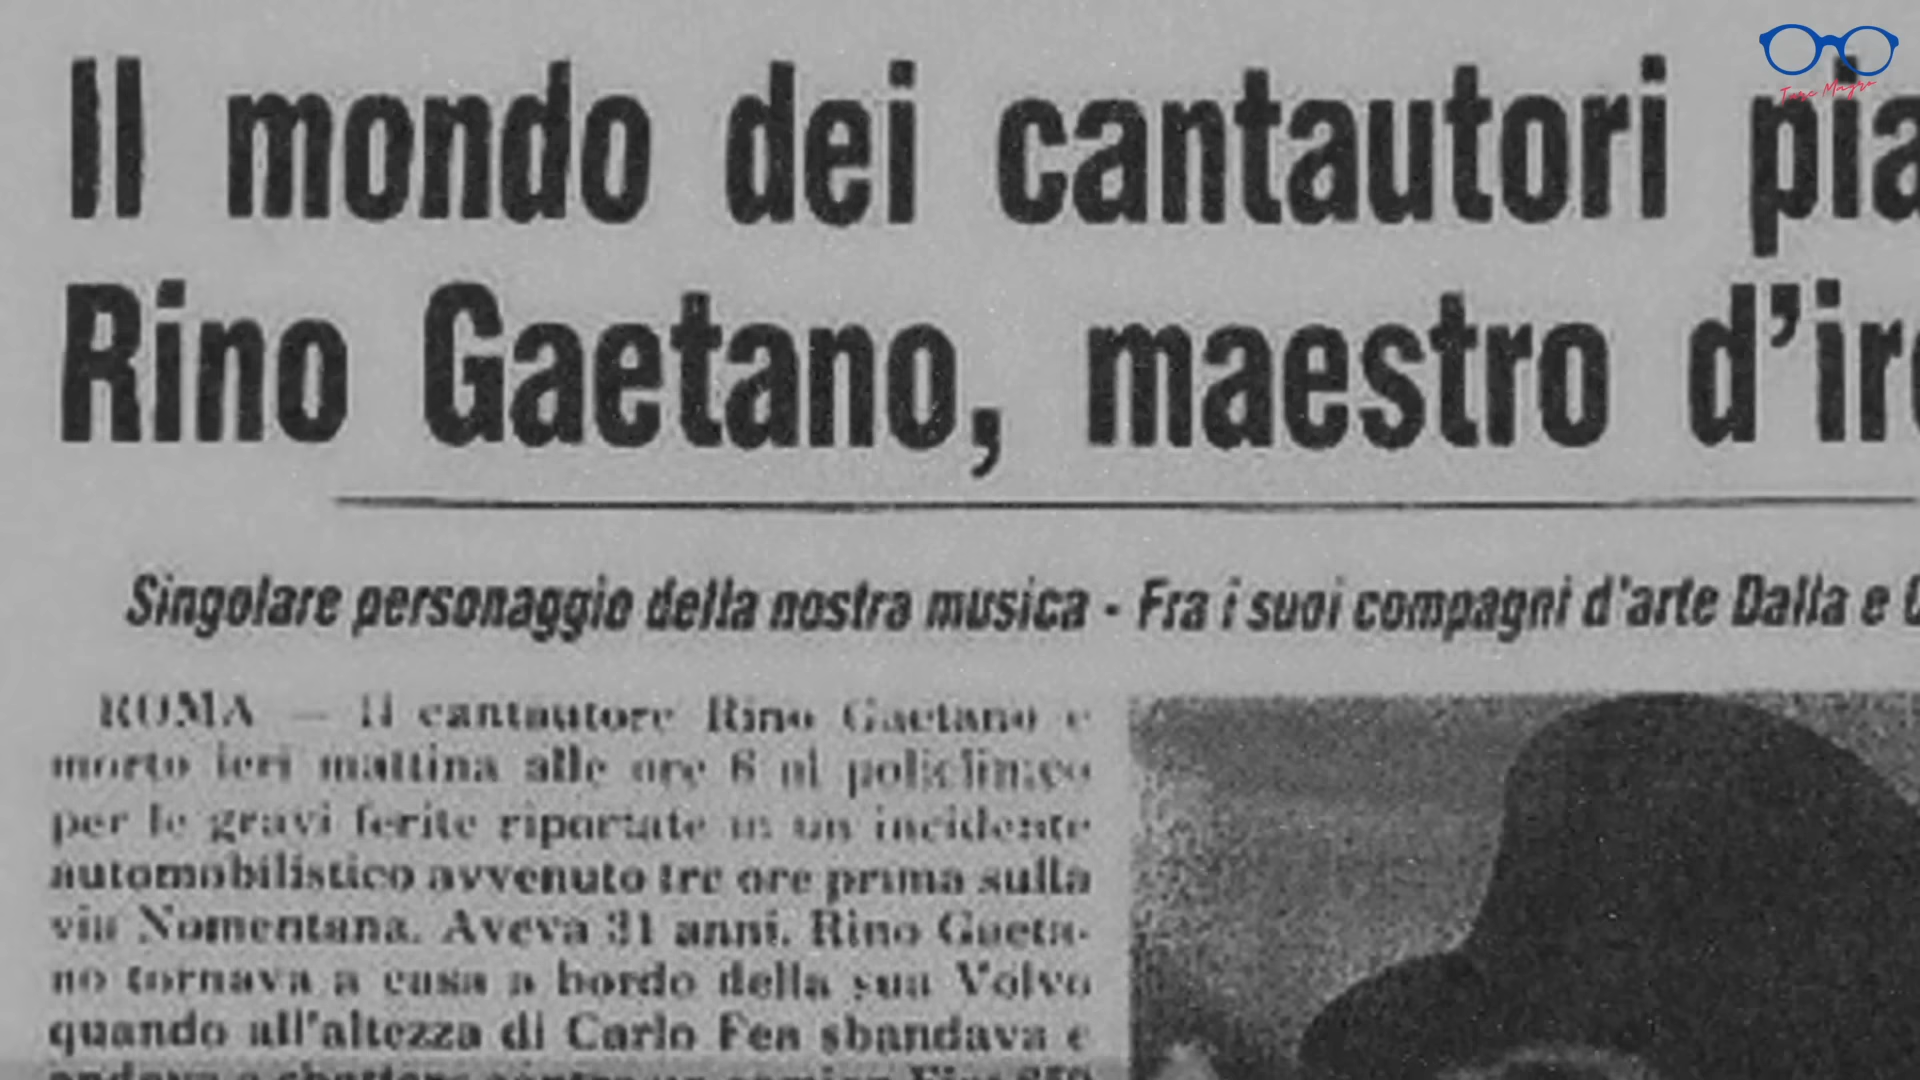 Il mondo dei cantautori pia
Rino Gaetano, maestro d'iro
Singolare personaggio della nostra musica - Fra i suoi compagni d'arte Dalla e
ROMA — Il cantautore Rino Gaetano è
morto ieri mattina alle ore 6 al policlinico
per le gravi ferite riportate in un incidente
automobilistico avvenuto tre ore prima sulla
via Nomentana. Aveva 31 anni. Rino Gaeta-
no tornava a casa a bordo della sua Volvo
quando all'altezza di Carlo Fea sbandava e
Tore Magro